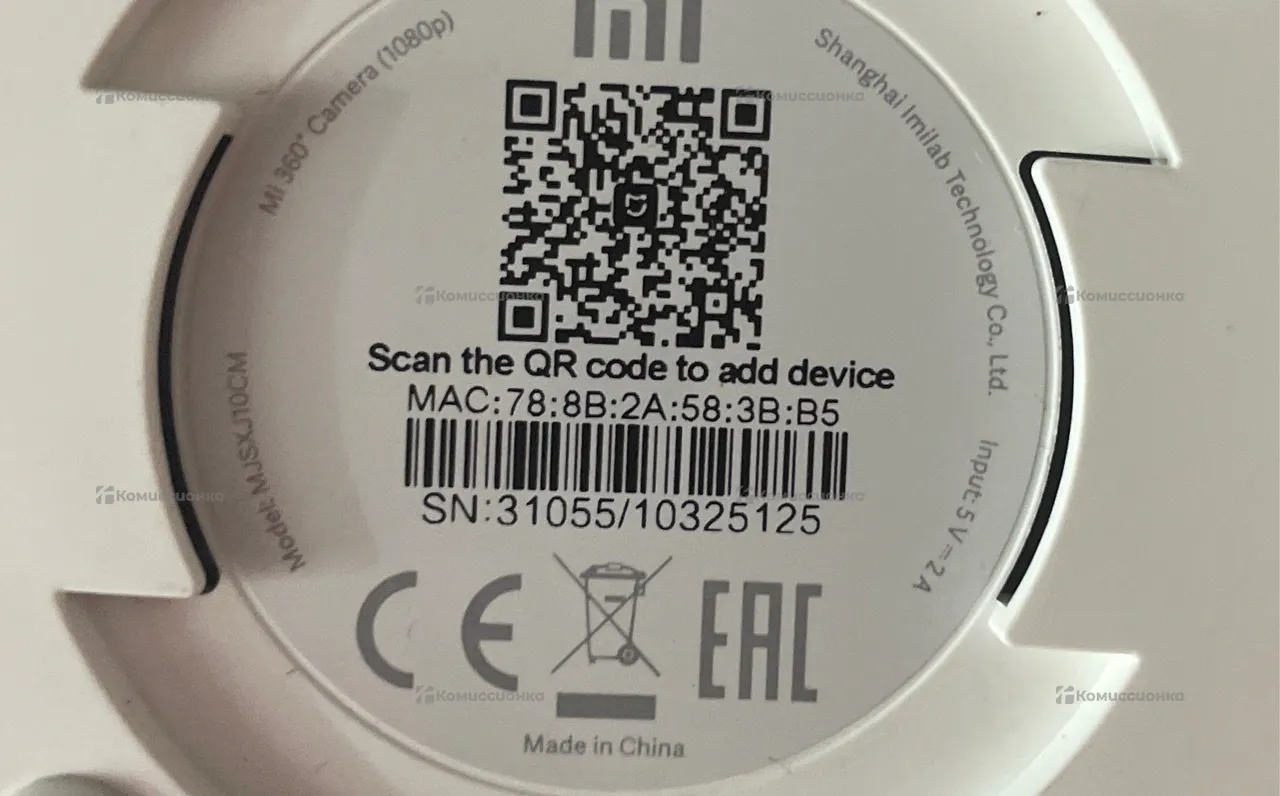 mi
Mi 360° Camera (1080p)
Shanghai Imilab Technology Co., Ltd.
Scan the QR code to add device
MAC:78:8B:2A:58:3B:B5
SN:31055/10325125
Model: MJSXJ10CM
Input: 5 V ⎓ 2 A
CE
EAC
Made in China
Комиссионка
Комиссионка
Комиссионка
Комиссионка
Комиссионка
Комиссионка
Комиссионка
Комиссионка